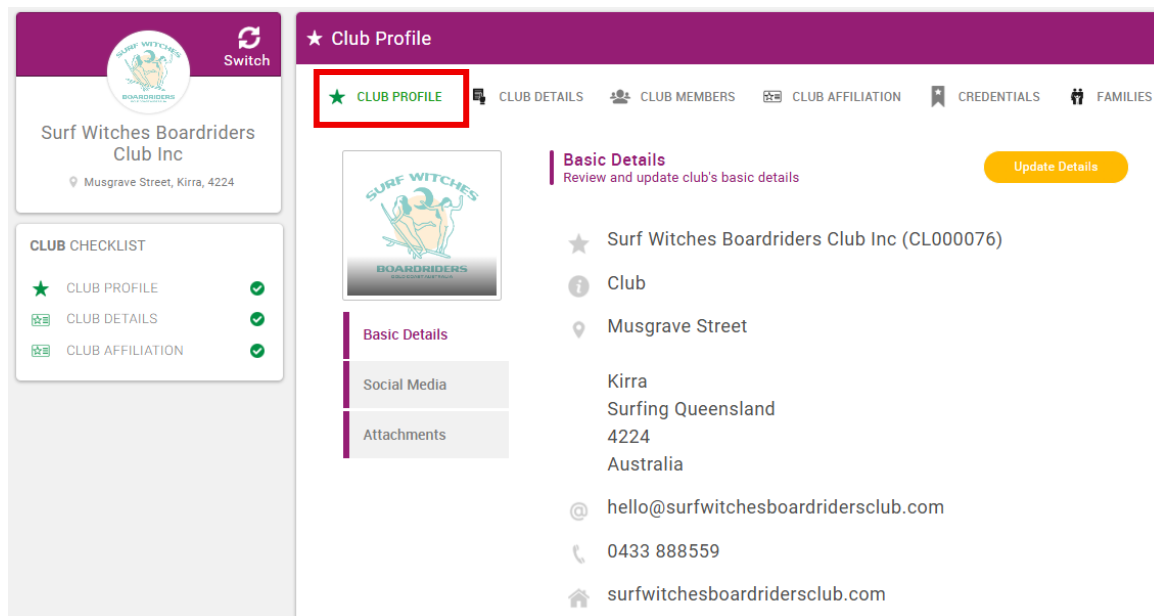 SURF WITCHES
BOARDRIDERS
Switch
Surf Witches Boardriders
Club Inc
Musgrave Street, Kirra, 4224
CLUB CHECKLIST
CLUB PROFILE
CLUB DETAILS
CLUB AFFILIATION
Club Profile
CLUB PROFILE CLUB DETAILS CLUB MEMBERS CLUB AFFILIATION CREDENTIALS FAMILIES
SURF WITCHES
BOARDRIDERS
Basic Details
Social Media
Attachments
Basic Details
Review and update club's basic details
Update Details
Surf Witches Boardriders Club Inc (CL000076)
Club
Musgrave Street
Kirra
Surfing Queensland
4224
Australia
hello@surfwitchesboardridersclub.com
0433 888559
surfwitchesboardridersclub.com